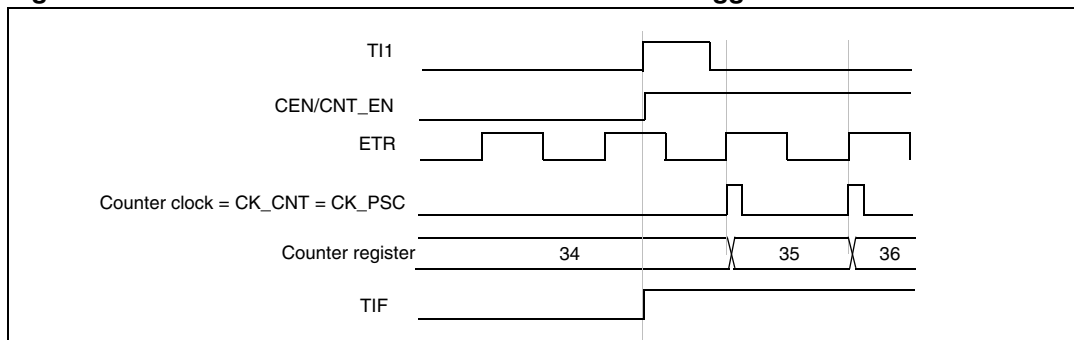 TI1
CEN/CNT_EN
ETR
Counter clock = CK_CNT = CK_PSC
Counter register 34 35 36
TIF